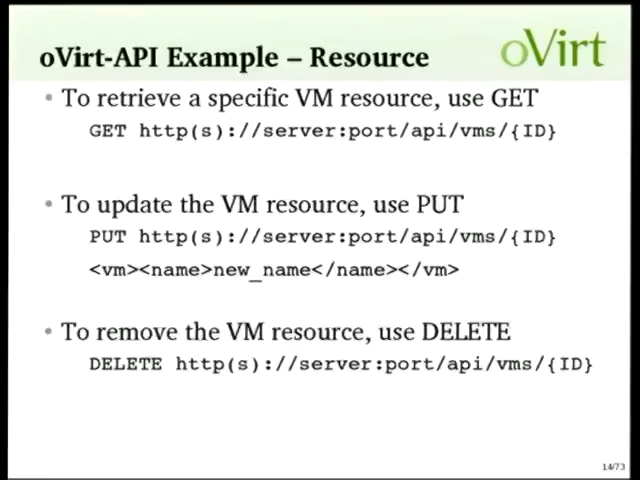 oVirt-API Example – Resource
oVirt
• To retrieve a specific VM resource, use GET
GET http(s)://server:port/api/vms/{ID}
• To update the VM resource, use PUT
PUT http(s)://server:port/api/vms/{ID}
<vm><name>new_name</name></vm>
• To remove the VM resource, use DELETE
DELETE http(s)://server:port/api/vms/{ID}
14/73